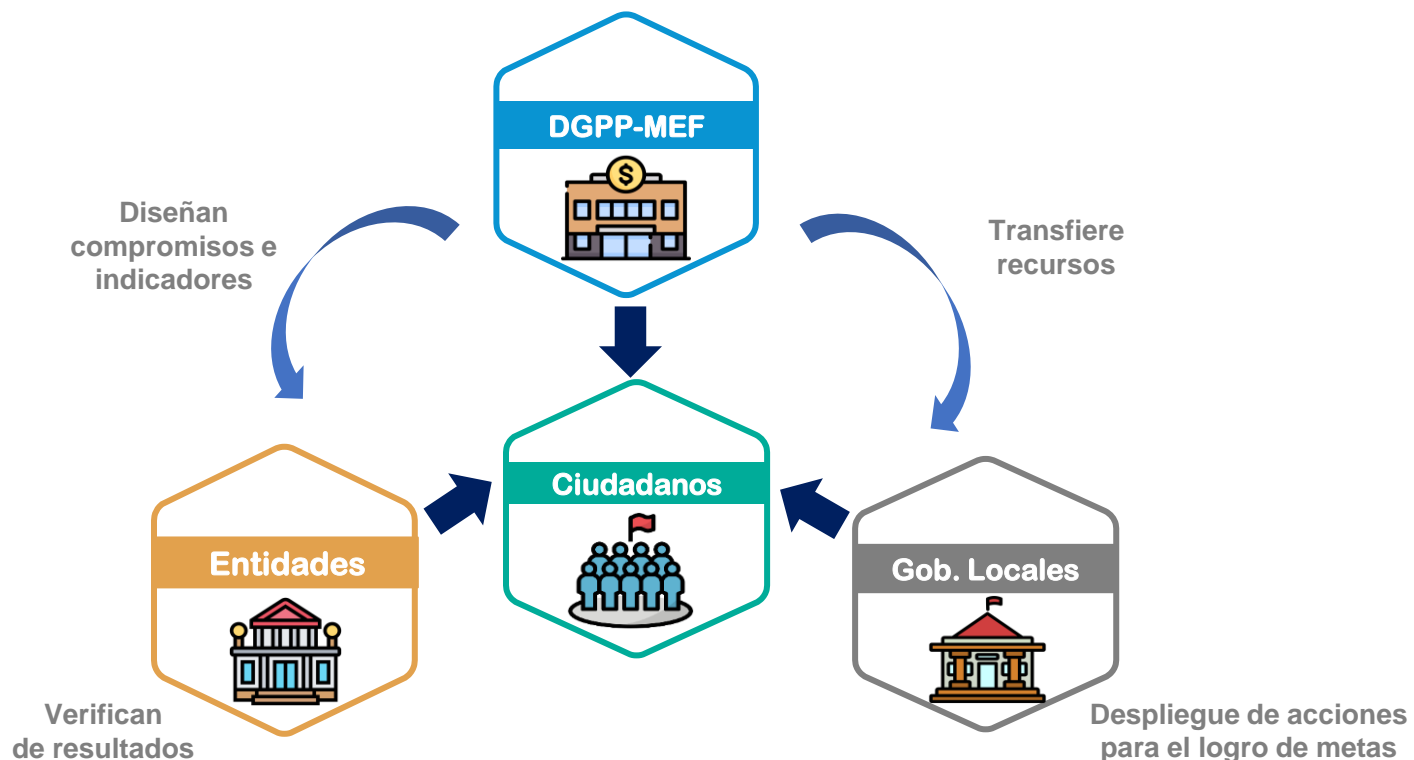 DGPP-MEF
$
Diseñan
compromisos e
indicadores
Transfiere
recursos
Ciudadanos
Entidades
Gob. Locales
Verifican
de resultados
Despliegue de acciones
para el logro de metas